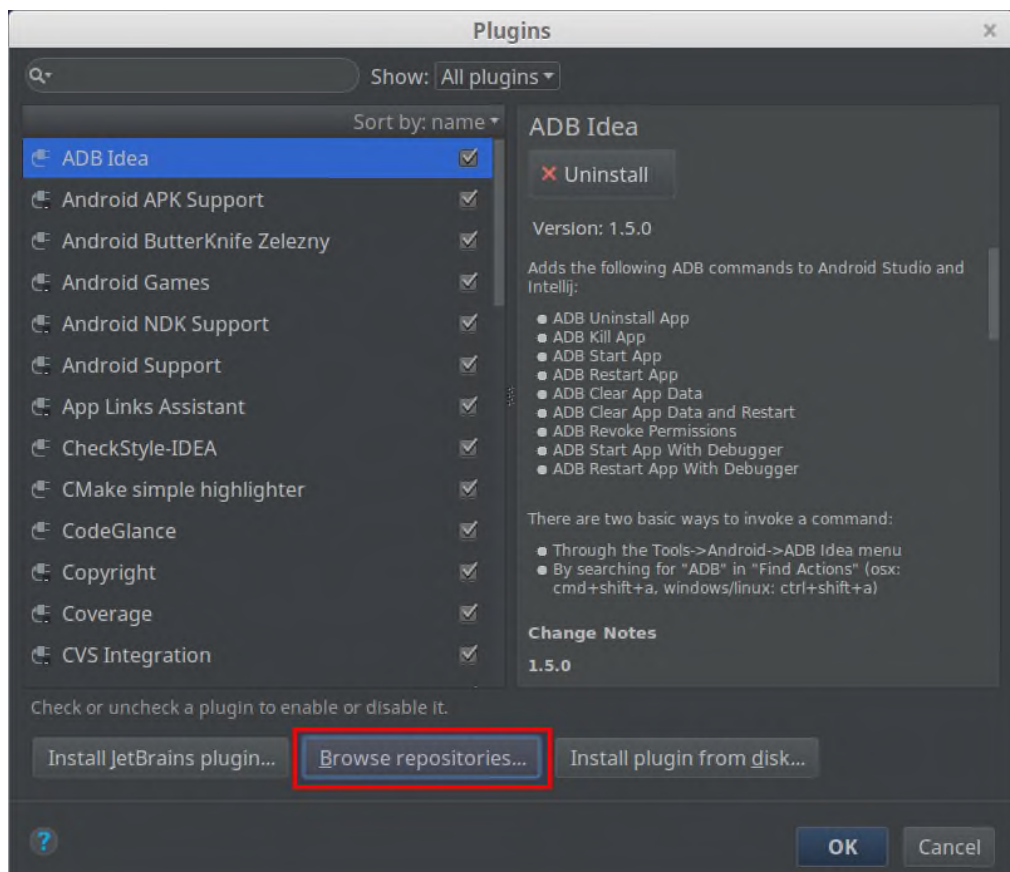 Plugins
Show: All plugins
Sort by: name
ADB Idea
Android APK Support
Android ButterKnife Zelezny
Android Games
Android NDK Support
Android Support
App Links Assistant
CheckStyle-IDEA
CMake simple highlighter
CodeGlance
Copyright
Coverage
CVS Integration
ADB Idea
Uninstall
Version: 1.5.0
Adds the following ADB commands to Android Studio and
Intellij:
ADB Uninstall App
ADB Kill App
ADB Start App
ADB Restart App
ADB Clear App Data
ADB Clear App Data and Restart
ADB Revoke Permissions
ADB Start App With Debugger
ADB Restart App With Debugger
There are two basic ways to invoke a command:
Through the Tools->Android->ADB Idea menu
By searching for "ADB" in "Find Actions" (osx:
cmd+shift+a, windows/linux: ctrl+shift+a)
Change Notes
1.5.0
Check or uncheck a plugin to enable or disable it.
Install JetBrains plugin... Browse repositories... Install plugin from disk...
? OK Cancel